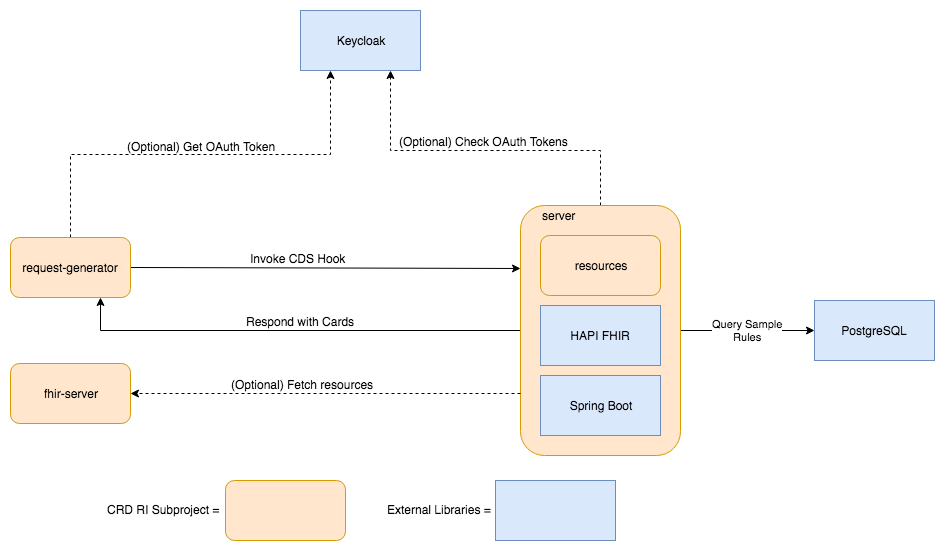 Keycloak
(Optional) Get OAuth Token
(Optional) Check OAuth Tokens
server
request-generator
Invoke CDS Hook
resources
Respond with Cards
HAPI FHIR
Query Sample
Rules
PostgreSQL
fhir-server
(Optional) Fetch resources
Spring Boot
CRD RI Subproject =
External Libraries =